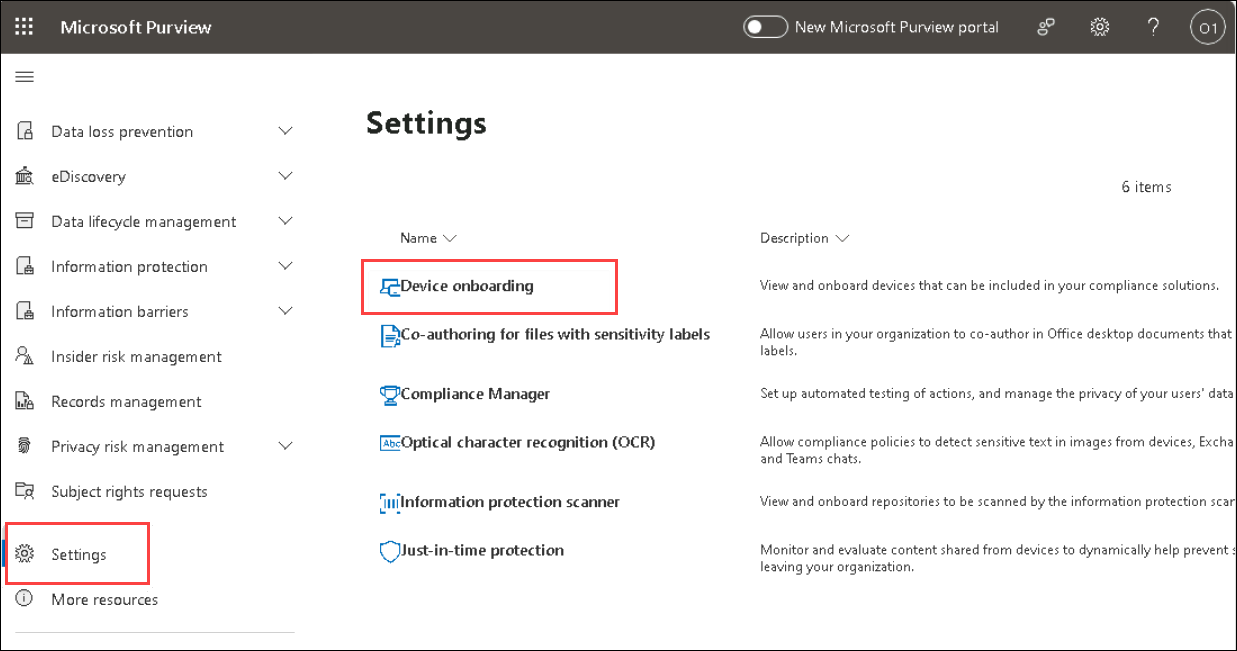 Microsoft Purview
New Microsoft Purview portal
?
O1
Data loss prevention
eDiscovery
Data lifecycle management
Information protection
Information barriers
Insider risk management
Records management
Privacy risk management
Subject rights requests
Settings
More resources
Settings
6 items
Name
Description
Device onboarding
View and onboard devices that can be included in your compliance solutions.
Co-authoring for files with sensitivity labels
Allow users in your organization to co-author in Office desktop documents that
labels.
Compliance Manager
Set up automated testing of actions, and manage the privacy of your users' data
Abc
Optical character recognition (OCR)
Allow compliance policies to detect sensitive text in images from devices, Excha
and Teams chats.
Information protection scanner
View and onboard repositories to be scanned by the information protection scar
Just-in-time protection
Monitor and evaluate content shared from devices to dynamically help prevent s
leaving your organization.